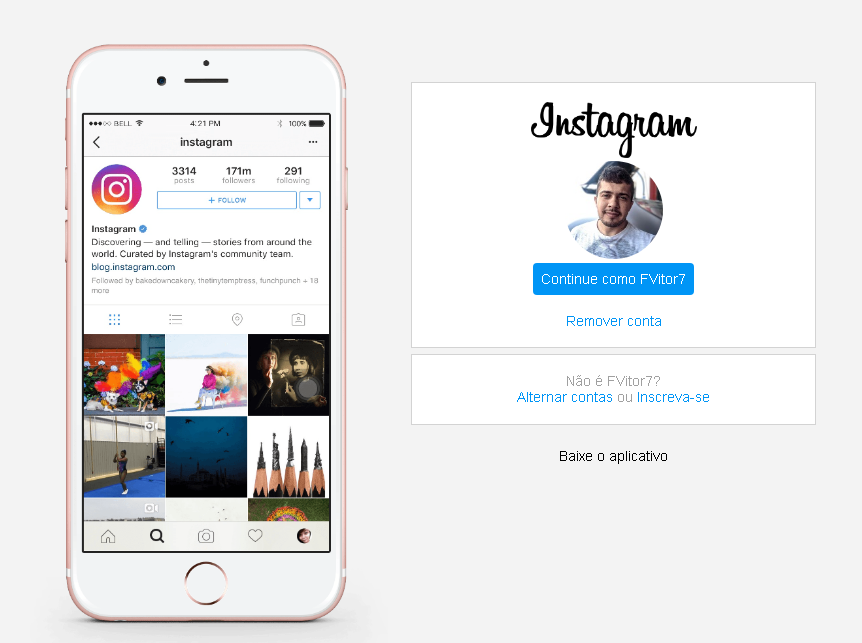 BELL 4:21 PM 100%
instagram
3314 171m 291
posts followers following
+ FOLLOW
Instagram
Discovering — and telling — stories from around the
world. Curated by Instagram's community team.
blog.instagram.com
Followed by bakedowncakery, thetinytemptress, funchpunch + 18
more
Instagram
Continue como FVitor7
Remover conta
Não é FVitor7?
Alternar contas ou Inscreva-se
Baixe o aplicativo